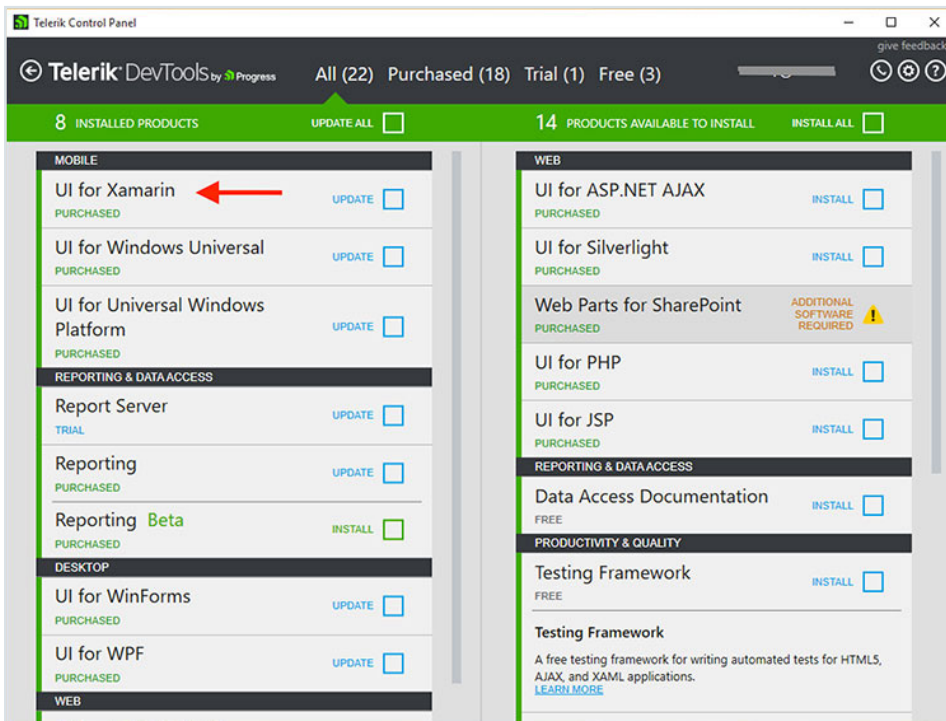 Telerik Control Panel
give feedback
Telerik DevTools by Progress All (22) Purchased (18) Trial (1) Free (3)
8 INSTALLED PRODUCTS UPDATE ALL
MOBILE
UI for Xamarin UPDATE
PURCHASED
UI for Windows Universal UPDATE
PURCHASED
UI for Universal Windows
Platform UPDATE
PURCHASED
REPORTING & DATA ACCESS
Report Server UPDATE
TRIAL
Reporting UPDATE
PURCHASED
Reporting Beta INSTALL
PURCHASED
DESKTOP
UI for WinForms UPDATE
PURCHASED
UI for WPF UPDATE
PURCHASED
WEB
14 PRODUCTS AVAILABLE TO INSTALL INSTALL ALL
WEB
UI for ASP.NET AJAX INSTALL
PURCHASED
UI for Silverlight INSTALL
PURCHASED
Web Parts for SharePoint ADDITIONAL
SOFTWARE
PURCHASED REQUIRED
UI for PHP INSTALL
PURCHASED
UI for JSP INSTALL
PURCHASED
REPORTING & DATA ACCESS
Data Access Documentation INSTALL
FREE
PRODUCTIVITY & QUALITY
Testing Framework INSTALL
FREE
Testing Framework
A free testing framework for writing automated tests for HTML5,
AJAX, and XAML applications.
LEARN MORE